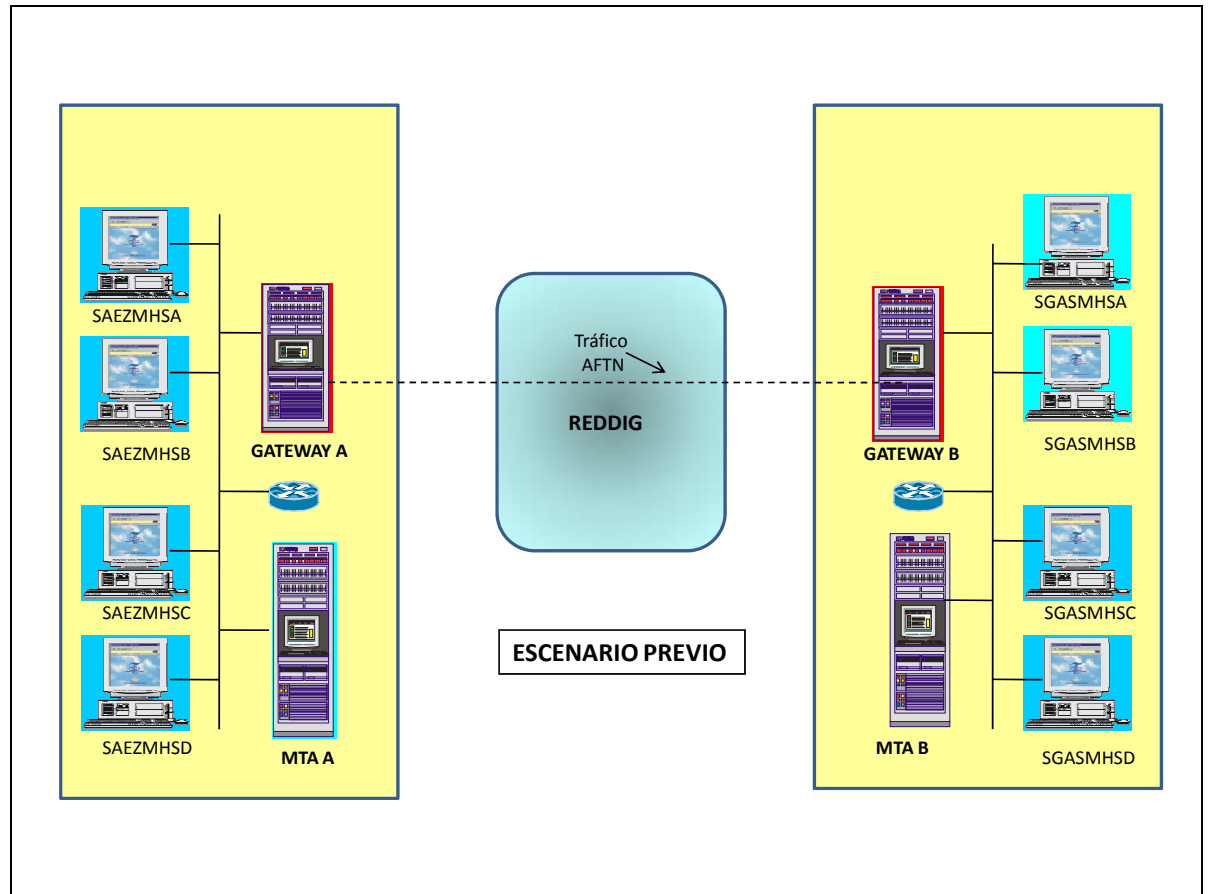 SAEZMHSA
SAEZMHSB
GATEWAY A
SAEZMHSC
SAEZMHSD
MTA A
Tráfico
AFTN
REDDIG
ESCENARIO PREVIO
SGASMHSA
GATEWAY B
SGASMHSB
SGASMHSC
MTA B
SGASMHSD